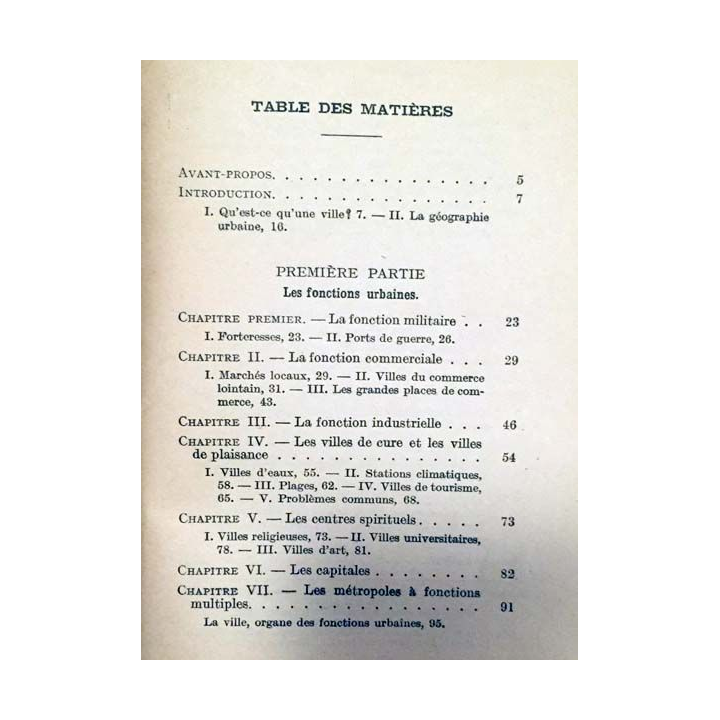 TABLE DES MATIÈRES
AVANT-PROPOS. . . . . . . . . . . . . . . . 5
INTRODUCTION. . . . . . . . . . . . . . . . 7
I. Qu'est-ce qu'une ville? 7. — II. La géographie
urbaine, 16.
PREMIÈRE PARTIE
Les fonctions urbaines.
CHAPITRE PREMIER. — La fonction militaire . . 23
I. Forteresses, 23. — II. Ports de guerre, 26.
CHAPITRE II. — La fonction commerciale . . . 29
I. Marchés locaux, 29. — II. Villes du commerce
lointain, 31. — III. Les grandes places de com-
merce, 43.
CHAPITRE III. — La fonction industrielle . . . 46
CHAPITRE IV. — Les villes de cure et les villes
de plaisance . . . . . . . . . . . . . . . 54
I. Villes d'eaux, 55. — II. Stations climatiques,
58. — III. Plages, 62. — IV. Villes de tourisme,
65. — V. Problèmes communs, 68.
CHAPITRE V. — Les centres spirituels . . . . . 73
I. Villes religieuses, 73. — II. Villes universitaires,
78. — III. Villes d'art, 81.
CHAPITRE VI. — Les capitales . . . . . . . . 82
CHAPITRE VII. — Les métropoles à fonctions
multiples. . . . . . . . . . . . . . . . . 91
La ville, organe des fonctions urbaines, 95.